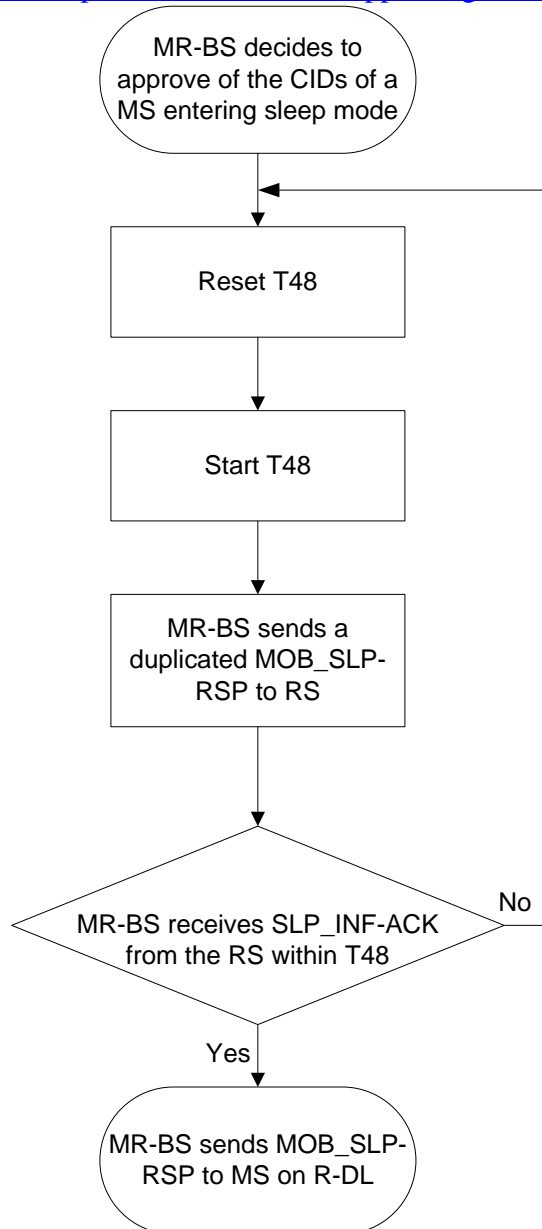 MR-BS decides to
approve of the CIDs of a
MS entering sleep mode
Reset T48
Start T48
MR-BS sends a
duplicated MOB_SLP-
RSP to RS
MR-BS receives SLP_INF-ACK
from the RS within T48
No
Yes
MR-BS sends MOB_SLP-
RSP to MS on R-DL